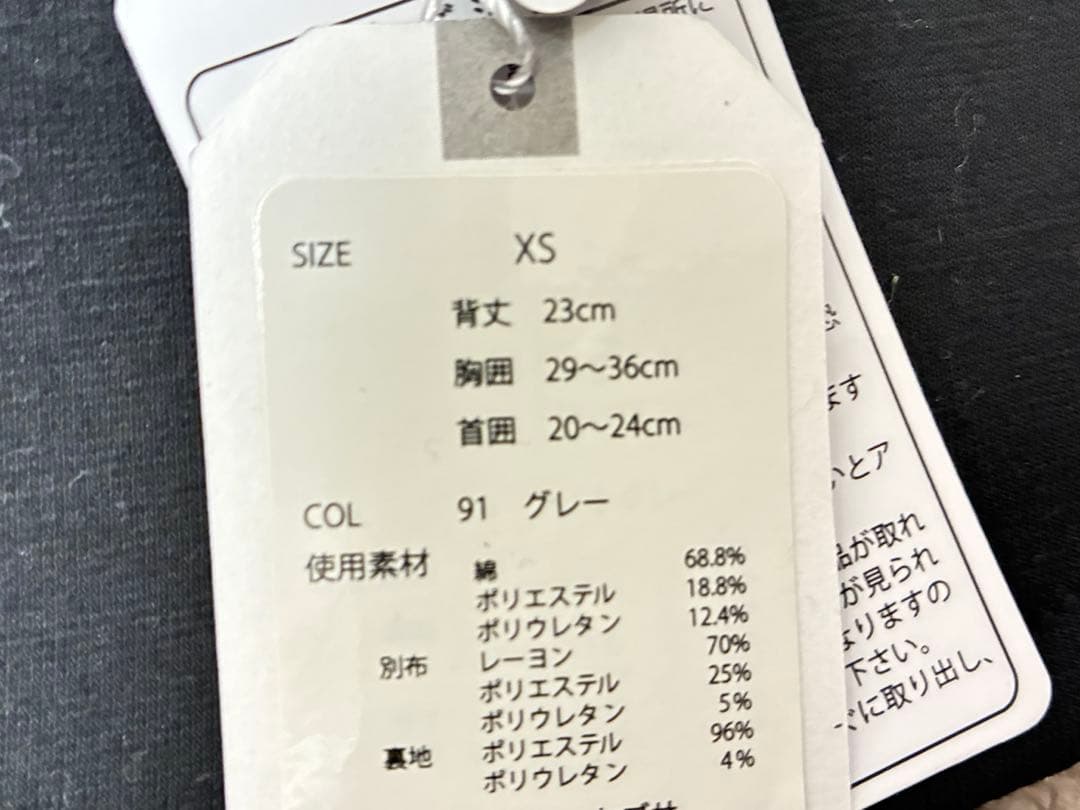 場所に
SIZE XS
背丈 23cm
胸囲 29〜36cm
首囲 20〜24cm
COL 91 グレー
使用素材 綿 68.8%
ポリエステル 18.8%
ポリウレタン 12.4%
別布 レーヨン 70%
ポリエステル 25%
ポリウレタン 5%
裏地 ポリエステル 96%
ポリウレタン 4%
ます
いとア
品が取れ
が見られ
なりますの
下さい。
ぐに取り出し、